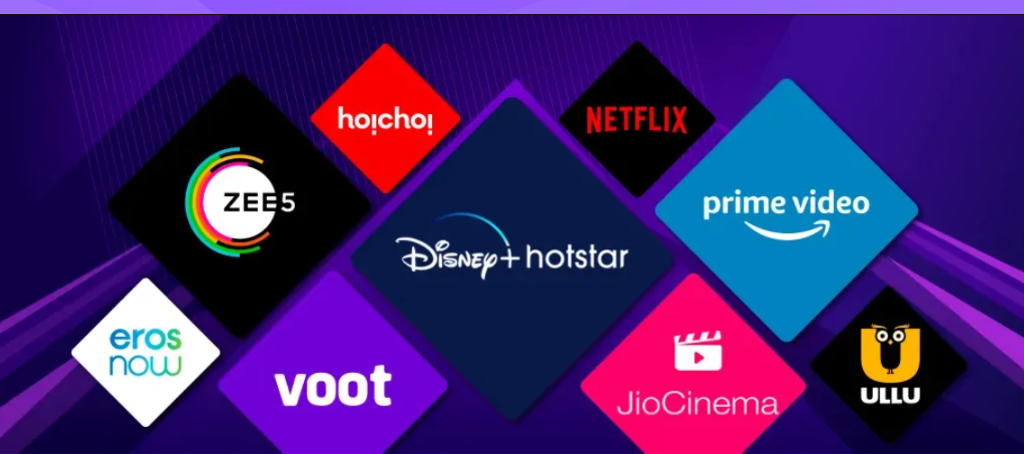 hoichoi
NETFLIX
ZEE5
prime video
Disney+ hotstar
eros
now
voot
JioCinema
ULLU